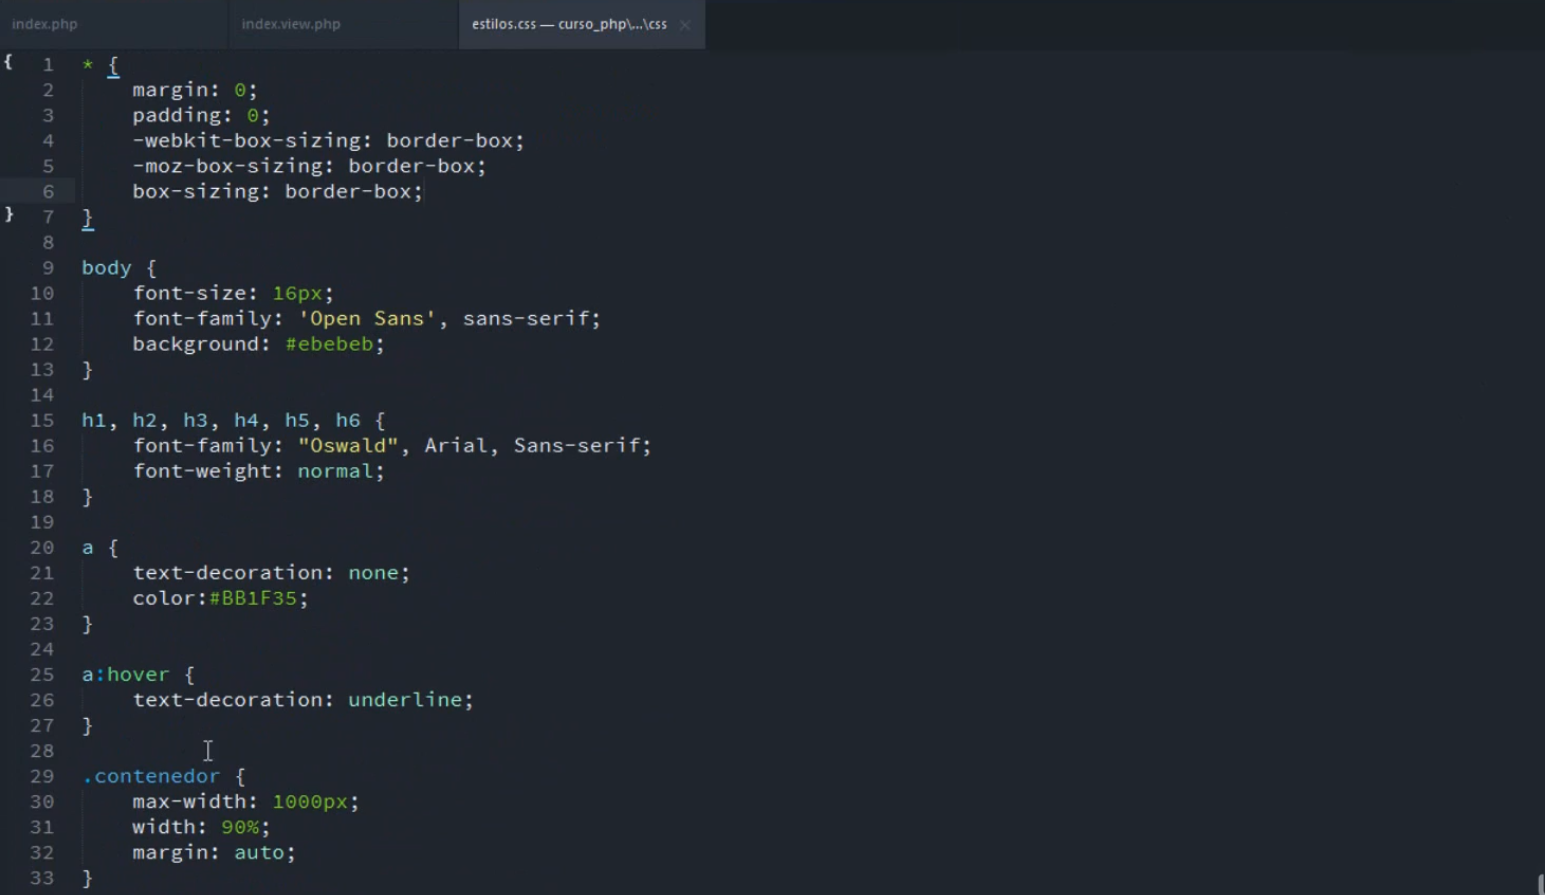 index.php index.view.php estilos.css — curso_php\...\css ×
{ 1 * {
2 margin: 0;
3 padding: 0;
4 -webkit-box-sizing: border-box;
5 -moz-box-sizing: border-box;
6 box-sizing: border-box;
} 7 }
8
9 body {
10 font-size: 16px;
11 font-family: 'Open Sans', sans-serif;
12 background: #ebebeb;
13 }
14
15 h1, h2, h3, h4, h5, h6 {
16 font-family: "Oswald", Arial, Sans-serif;
17 font-weight: normal;
18 }
19
20 a {
21 text-decoration: none;
22 color:#BB1F35;
23 }
24
25 a:hover {
26 text-decoration: underline;
27 }
28
29 .contenedor {
30 max-width: 1000px;
31 width: 90%;
32 margin: auto;
33 }